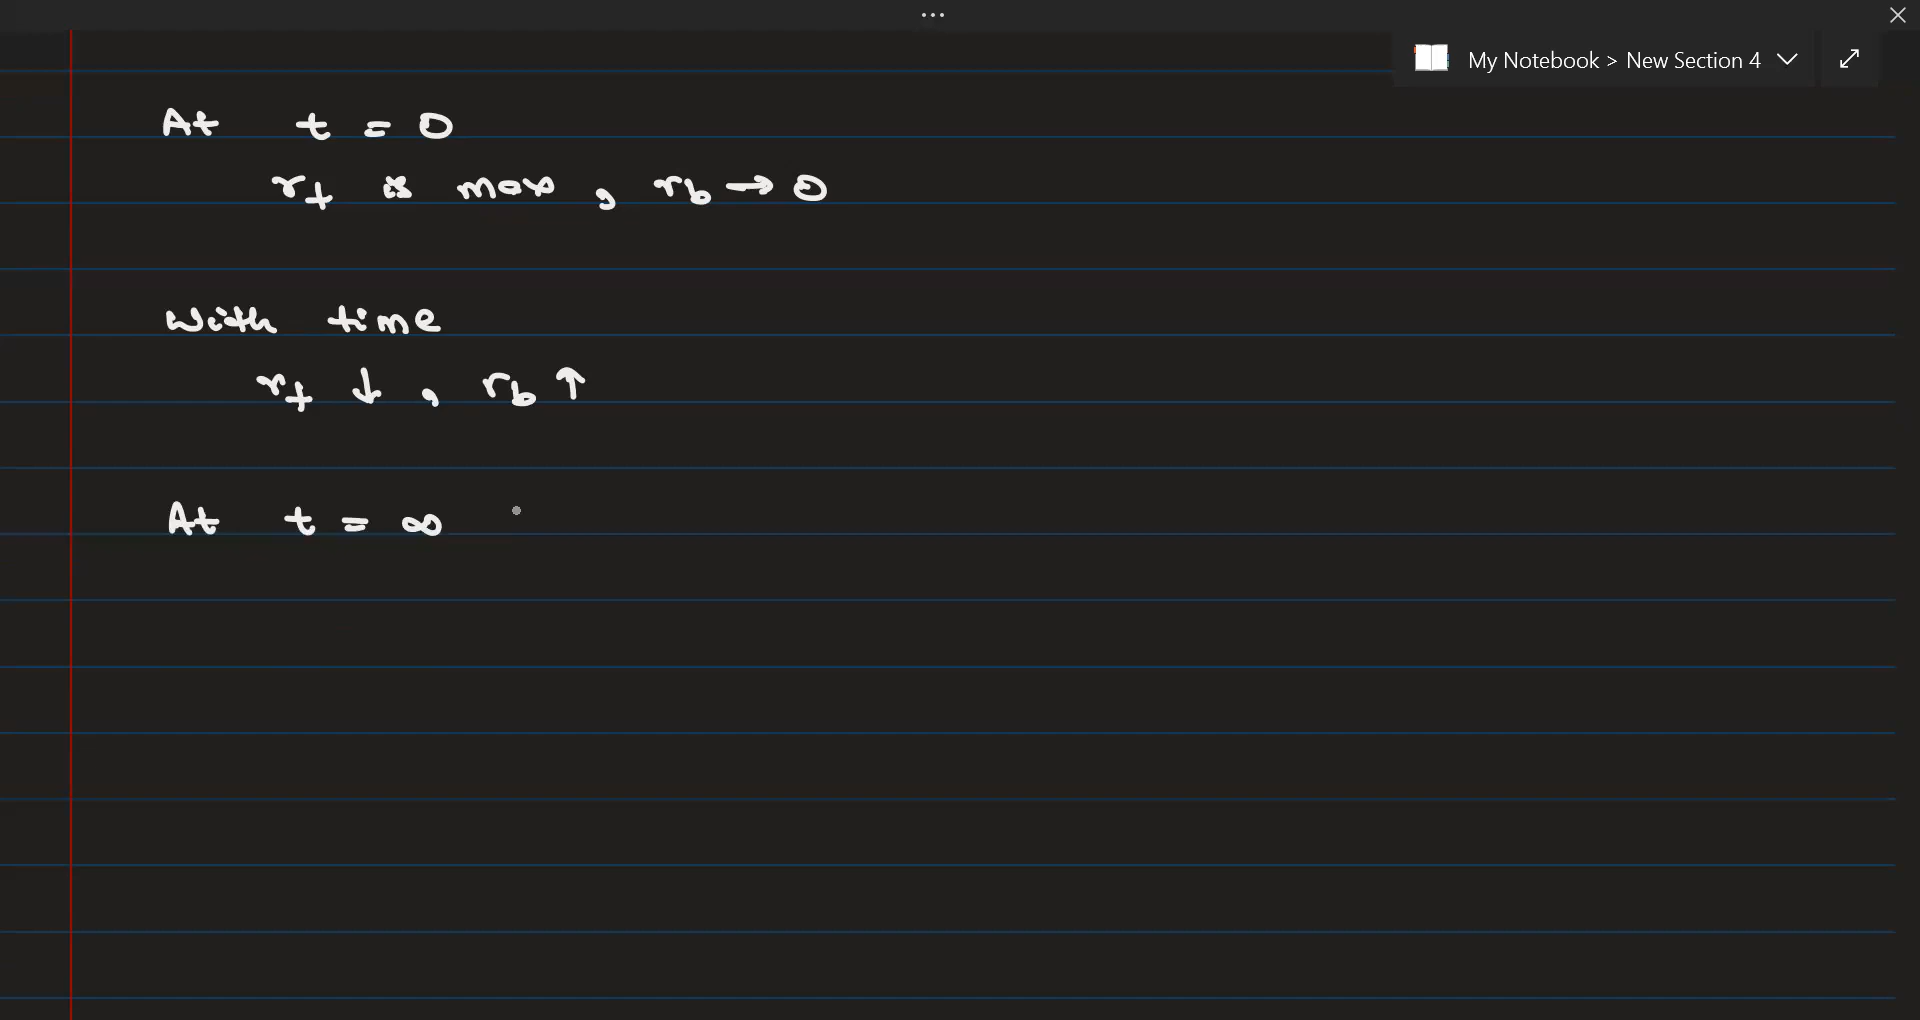 My Notebook > New Section 4
At t = 0
rf is max, rb → 0
With time
rf ↓, rb ↑
At t = ∞